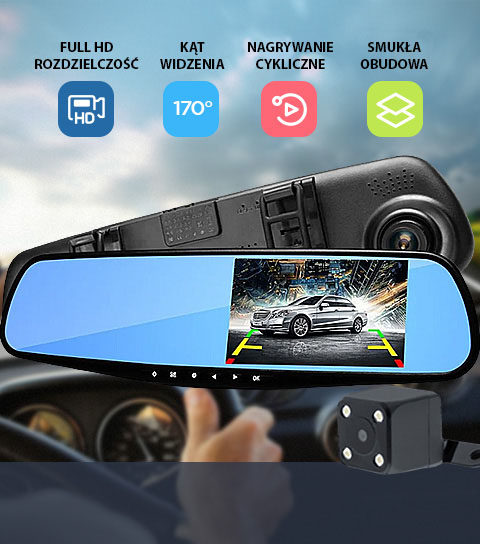 FULL HD
ROZDZIELCZOŚĆ
KĄT
WIDZENIA
NAGRYWANIE
CYKLICZNE
SMUKŁA
OBUDOWA
HD
170°
OK